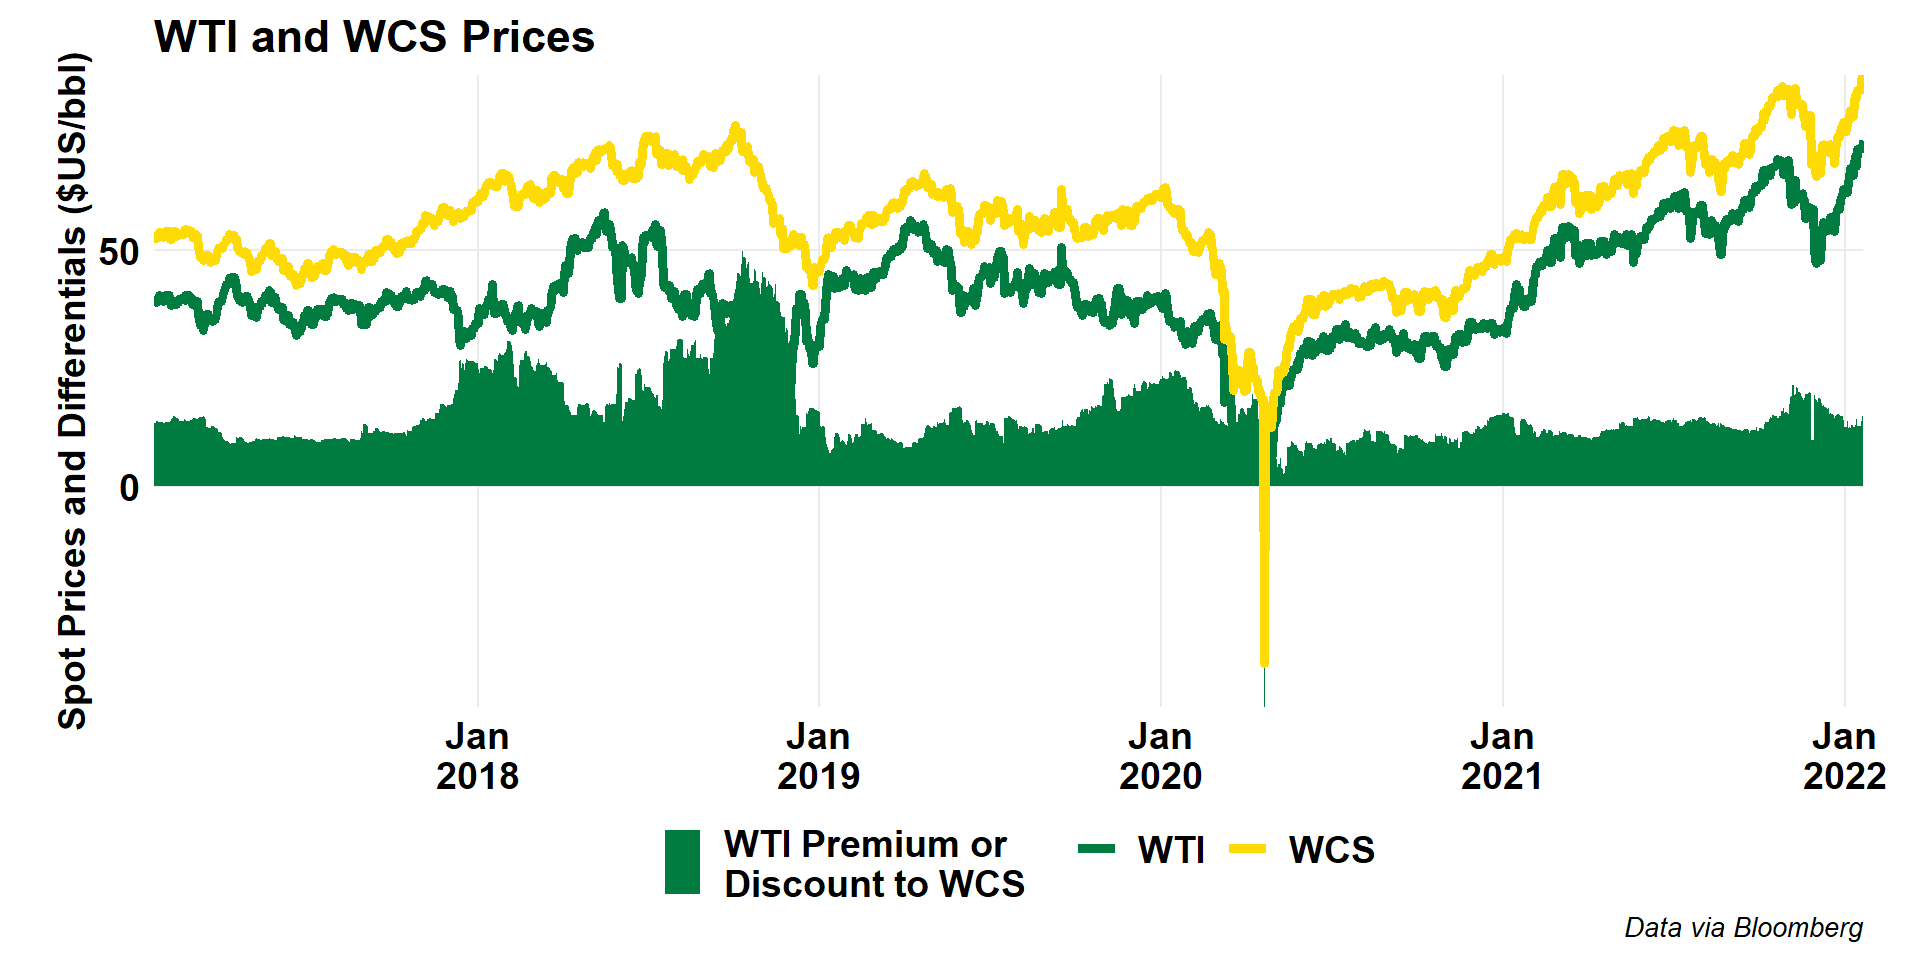 WTI and WCS Prices
Spot Prices and Differentials ($US/bbl)
50
0
Jan
2018
Jan
2019
Jan
2020
Jan
2021
Jan
2022
WTI Premium or
Discount to WCS
WTI
WCS
Data via Bloomberg